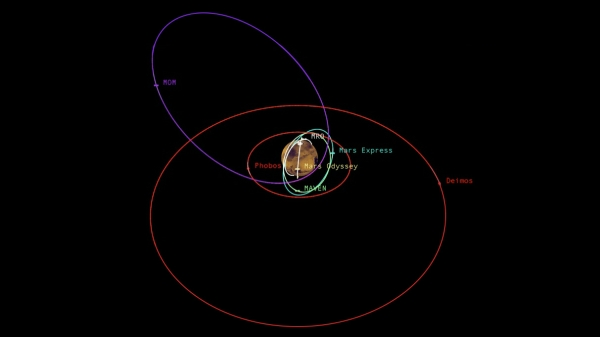 MOM
MRO
Mars Express
Phobos
Mars Odyssey
Deimos
MAVEN